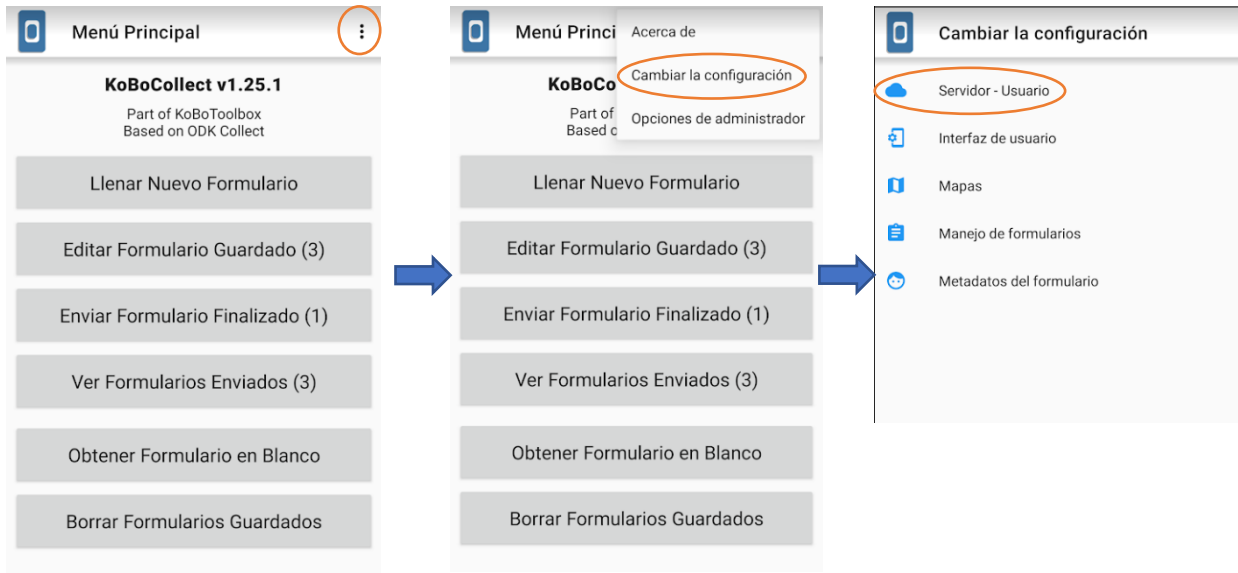 Menú Principal
KoBoCollect v1.25.1
Part of KoBoToolbox
Based on ODK Collect
Llenar Nuevo Formulario
Editar Formulario Guardado (3)
Enviar Formulario Finalizado (1)
Ver Formularios Enviados (3)
Obtener Formulario en Blanco
Borrar Formularios Guardados
Menú Princi
Acerca de
Cambiar la configuración
Opciones de administrador
KoBoCo
Part of
Based o
Llenar Nuevo Formulario
Editar Formulario Guardado (3)
Enviar Formulario Finalizado (1)
Ver Formularios Enviados (3)
Obtener Formulario en Blanco
Borrar Formularios Guardados
Cambiar la configuración
Servidor - Usuario
Interfaz de usuario
Mapas
Manejo de formularios
Metadatos del formulario